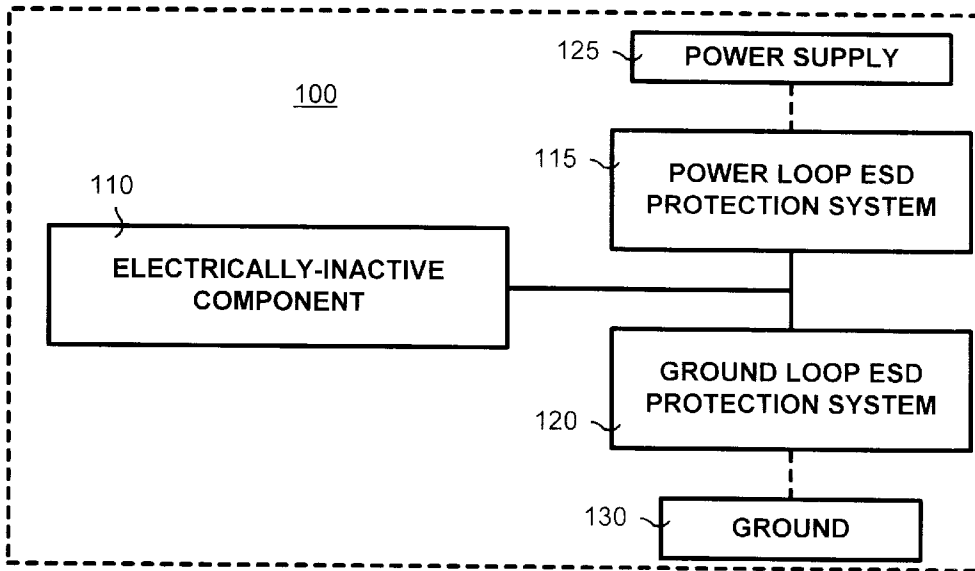 125
POWER SUPPLY
100
115
POWER LOOP ESD
PROTECTION SYSTEM
110
ELECTRICALLY-INACTIVE
COMPONENT
GROUND LOOP ESD
PROTECTION SYSTEM
120
130
GROUND